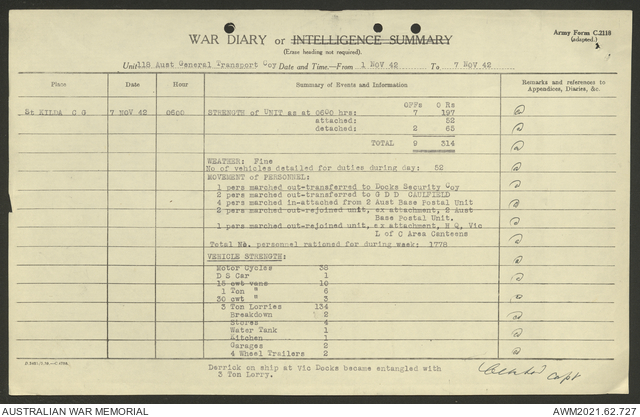 WAR DIARY or INTELLIGENCE SUMMARY
(Erase heading not required).
Army Form C.2118
(adapted.)
Unit 118 Aust General Transport Coy Date and Time.—From 1 NOV 42 To 7 NOV 42
Place Date Hour Summary of Events and Information Remarks and references to
Appendices, Diaries, &c.
OFFs O Rs
St KILDA C G 7 NOV 42 0600 STRENGTH of UNIT as at 0600 hrs: 7 197
attached: 52
detached: 2 65
TOTAL 9 314
WEATHER: Fine
No of vehicles detailed for duties during day: 52
MOVEMENT OF PERSONNEL:
1 pers marched out-transferred to Docks Security Coy
2 pers marched out-transferred to G D D CAULFIELD
4 pers marched in-attached from 2 Aust Base Postal Unit
2 pers marched out-rejoined unit, ex attachment, 2 Aust
Base Postal Unit.
1 pers marched out-rejoined unit, ex attachment, H Q, Vic
L of C Area Canteens
Total No. personnel rationed for during week: 1778
VEHICLE STRENGTH:
Motor Cycles 38
D S Car 1
15 cwt vans 10
1 Ton " 6
30 cwt " 3
3 Ton Lorries 134
Breakdown 2
Stores 4
Water Tank 1
Kitchen 1
Garages 2
4 Wheel Trailers 2
Derrick on ship at Vic Docks became entangled with
3 Ton Lorry.
Capt
AUSTRALIAN WAR MEMORIAL
AWM2021.62.727